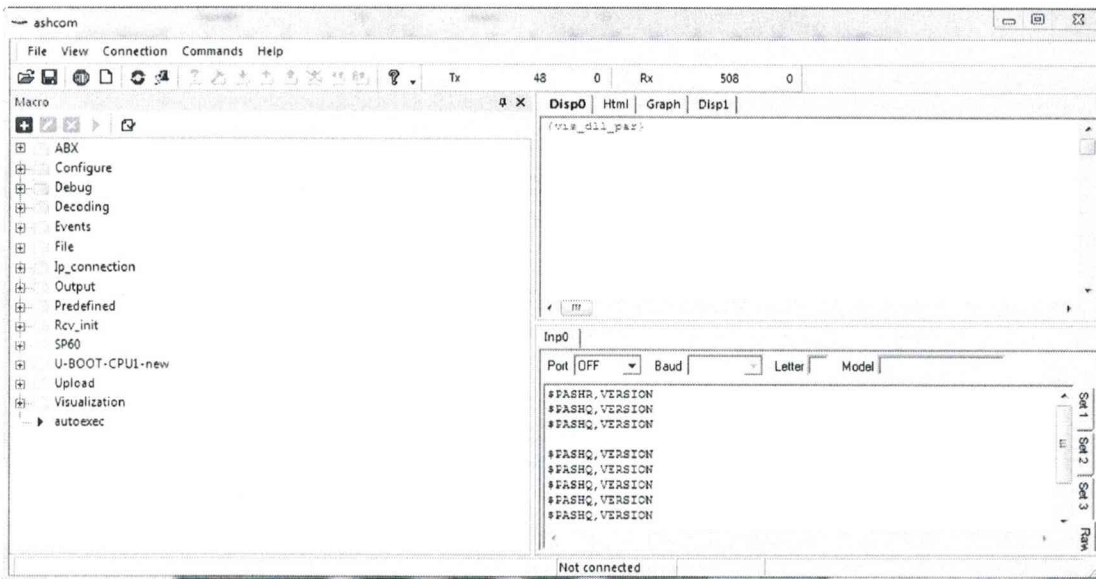 ashcom
File View Connection Commands Help
Tx 48 0 Rx 508 0
Macro
Disp0 Html Graph Disp1
{vis_dll_par}
ABX
Configure
Debug
Decoding
Events
File
Ip_connection
Output
Predefined
Rcv_init
SP60
U-BOOT-CPU1-new
Upload
Visualization
autoexec
Inp0
Port OFF Baud Letter Model
$PASHR,VERSION
$PASHQ,VERSION
$PASHQ,VERSION
$PASHQ,VERSION
$PASHQ,VERSION
$PASHQ,VERSION
$PASHQ,VERSION
$PASHQ,VERSION
Set 1
Set 2
Set 3
Raw
Not connected